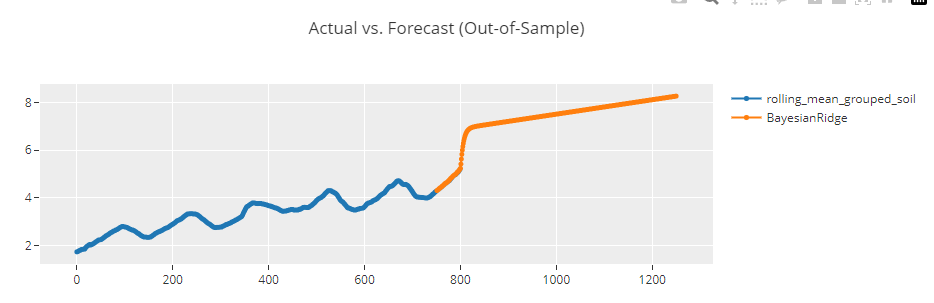 Actual vs. Forecast (Out-of-Sample)
8
6
4
2
0 200 400 600 800 1000 1200
rolling_mean_grouped_soil
BayesianRidge